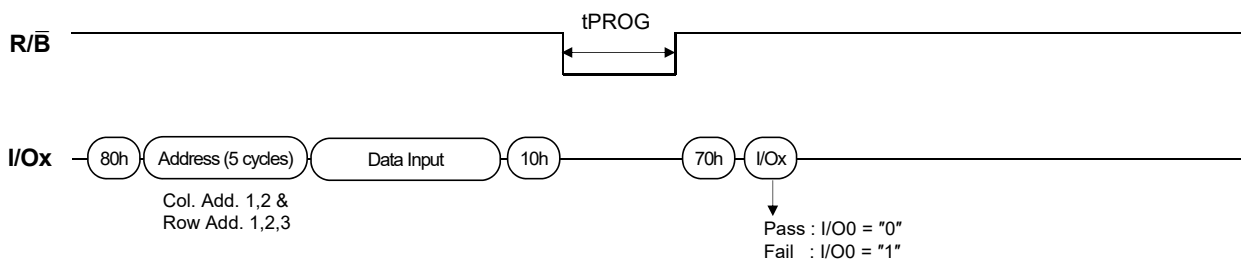 tPROG
R/B̅
I/Ox 80h Address (5 cycles) Data Input 10h 70h I/Ox
Col. Add. 1,2 &
Row Add. 1,2,3
Pass : I/O0 = "0"
Fail : I/O0 = "1"